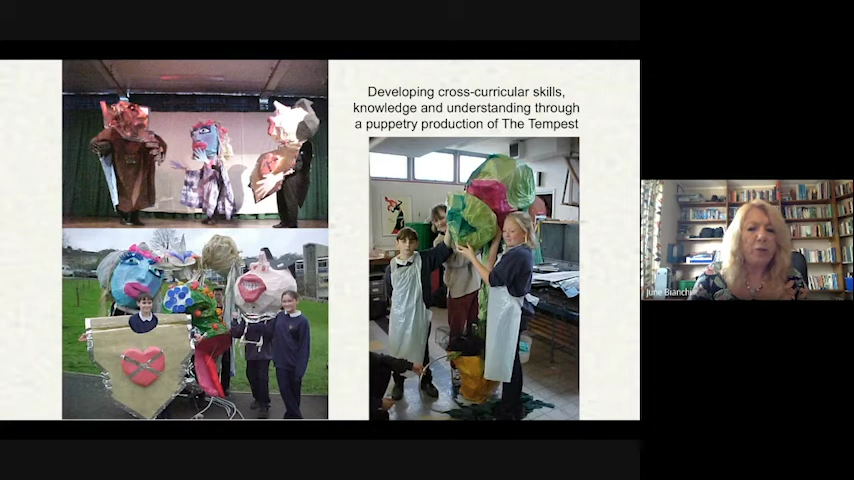 Developing cross-curricular skills,
knowledge and understanding through
a puppetry production of The Tempest
June Bianchi